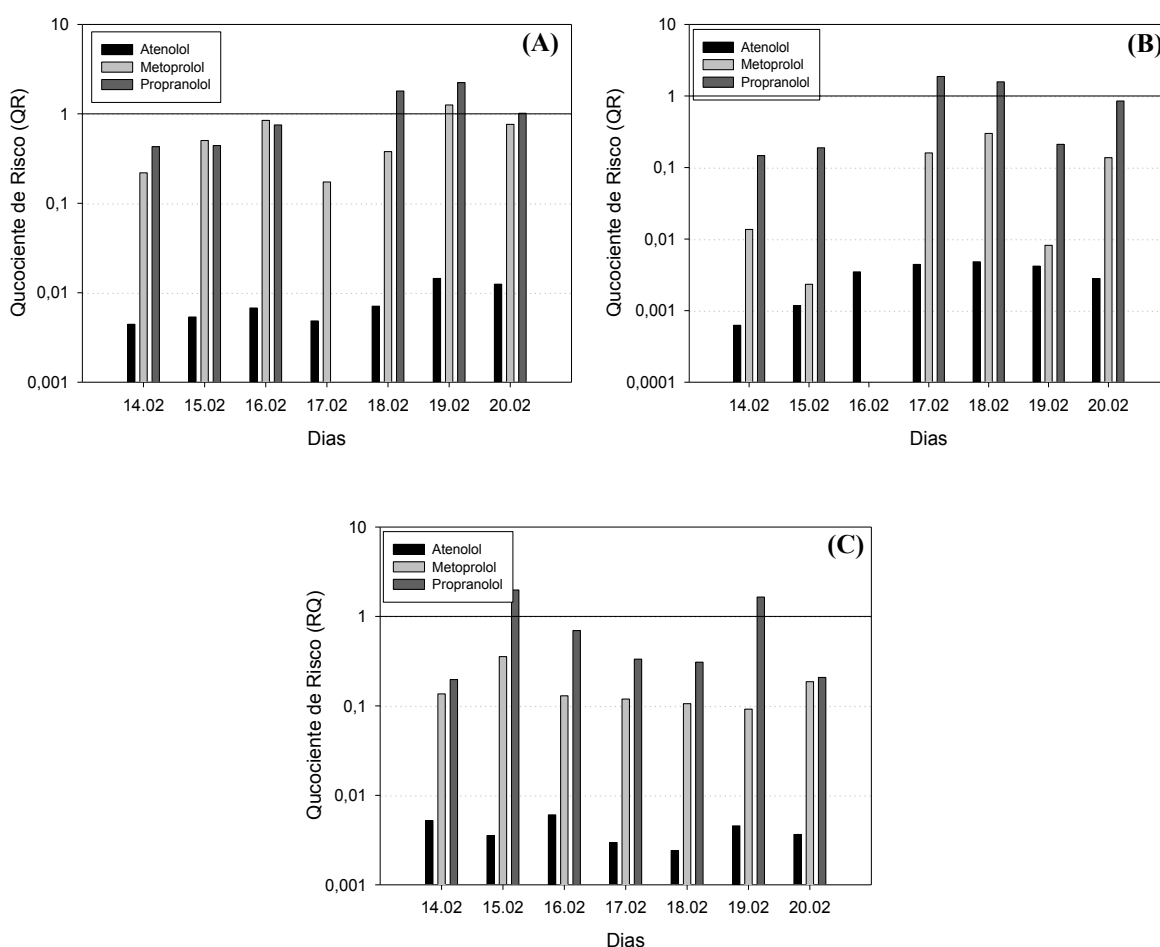 (A)
Qucociente de Risco (QR)
10
1
0,1
0,01
0,001
Atenolol
Metoprolol
Propranolol
14.02 15.02 16.02 17.02 18.02 19.02 20.02
Dias
(B)
Qucociente de Risco (QR)
10
1
0,1
0,01
0,001
0,0001
Atenolol
Metoprolol
Propranolol
14.02 15.02 16.02 17.02 18.02 19.02 20.02
Dias
(C)
Qucociente de Risco (RQ)
10
1
0,1
0,01
0,001
Atenolol
Metoprolol
Propranolol
14.02 15.02 16.02 17.02 18.02 19.02 20.02
Dias